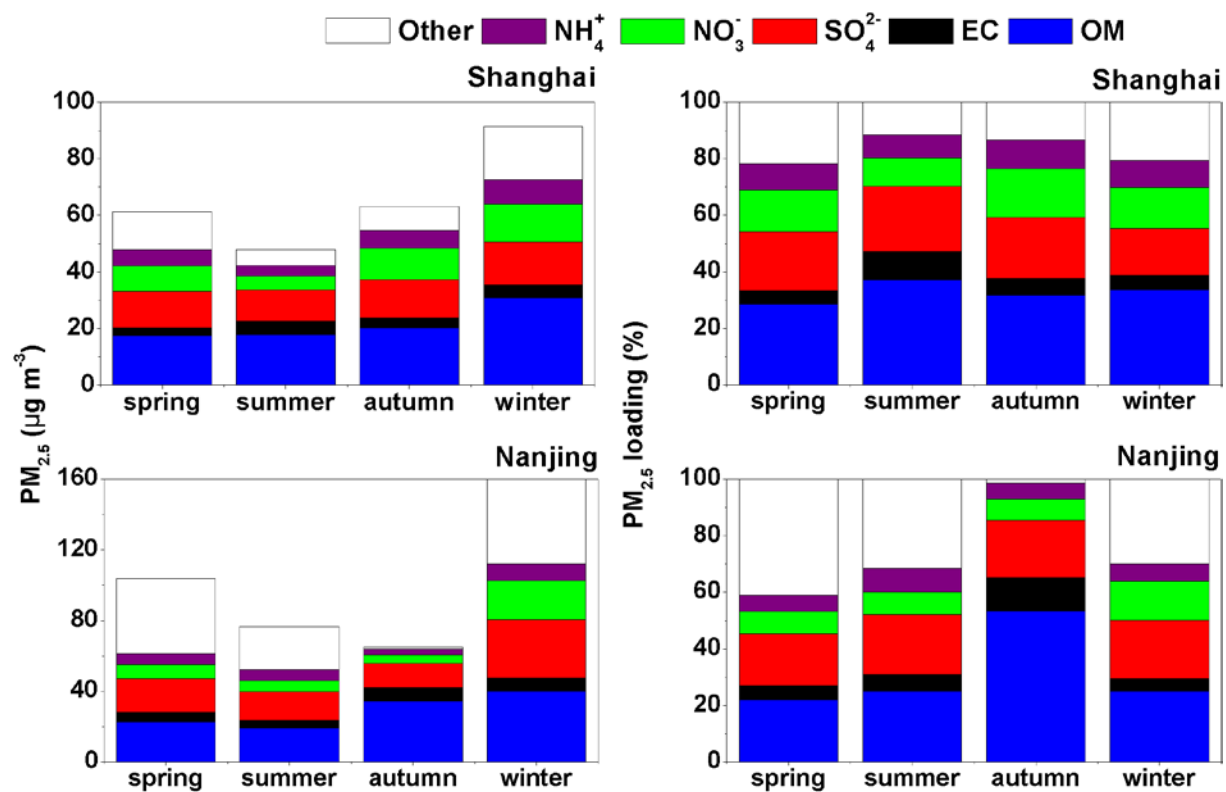 Other NH₄⁺ NO₃⁻ SO₄²⁻ EC OM
Shanghai
100
80
60
40
20
0
spring summer autumn winter
Shanghai
100
80
60
40
20
0
spring summer autumn winter
PM₂.₅ (μg m⁻³)
PM₂.₅ loading (%)
Nanjing
160
120
80
40
0
spring summer autumn winter
Nanjing
100
80
60
40
20
0
spring summer autumn winter